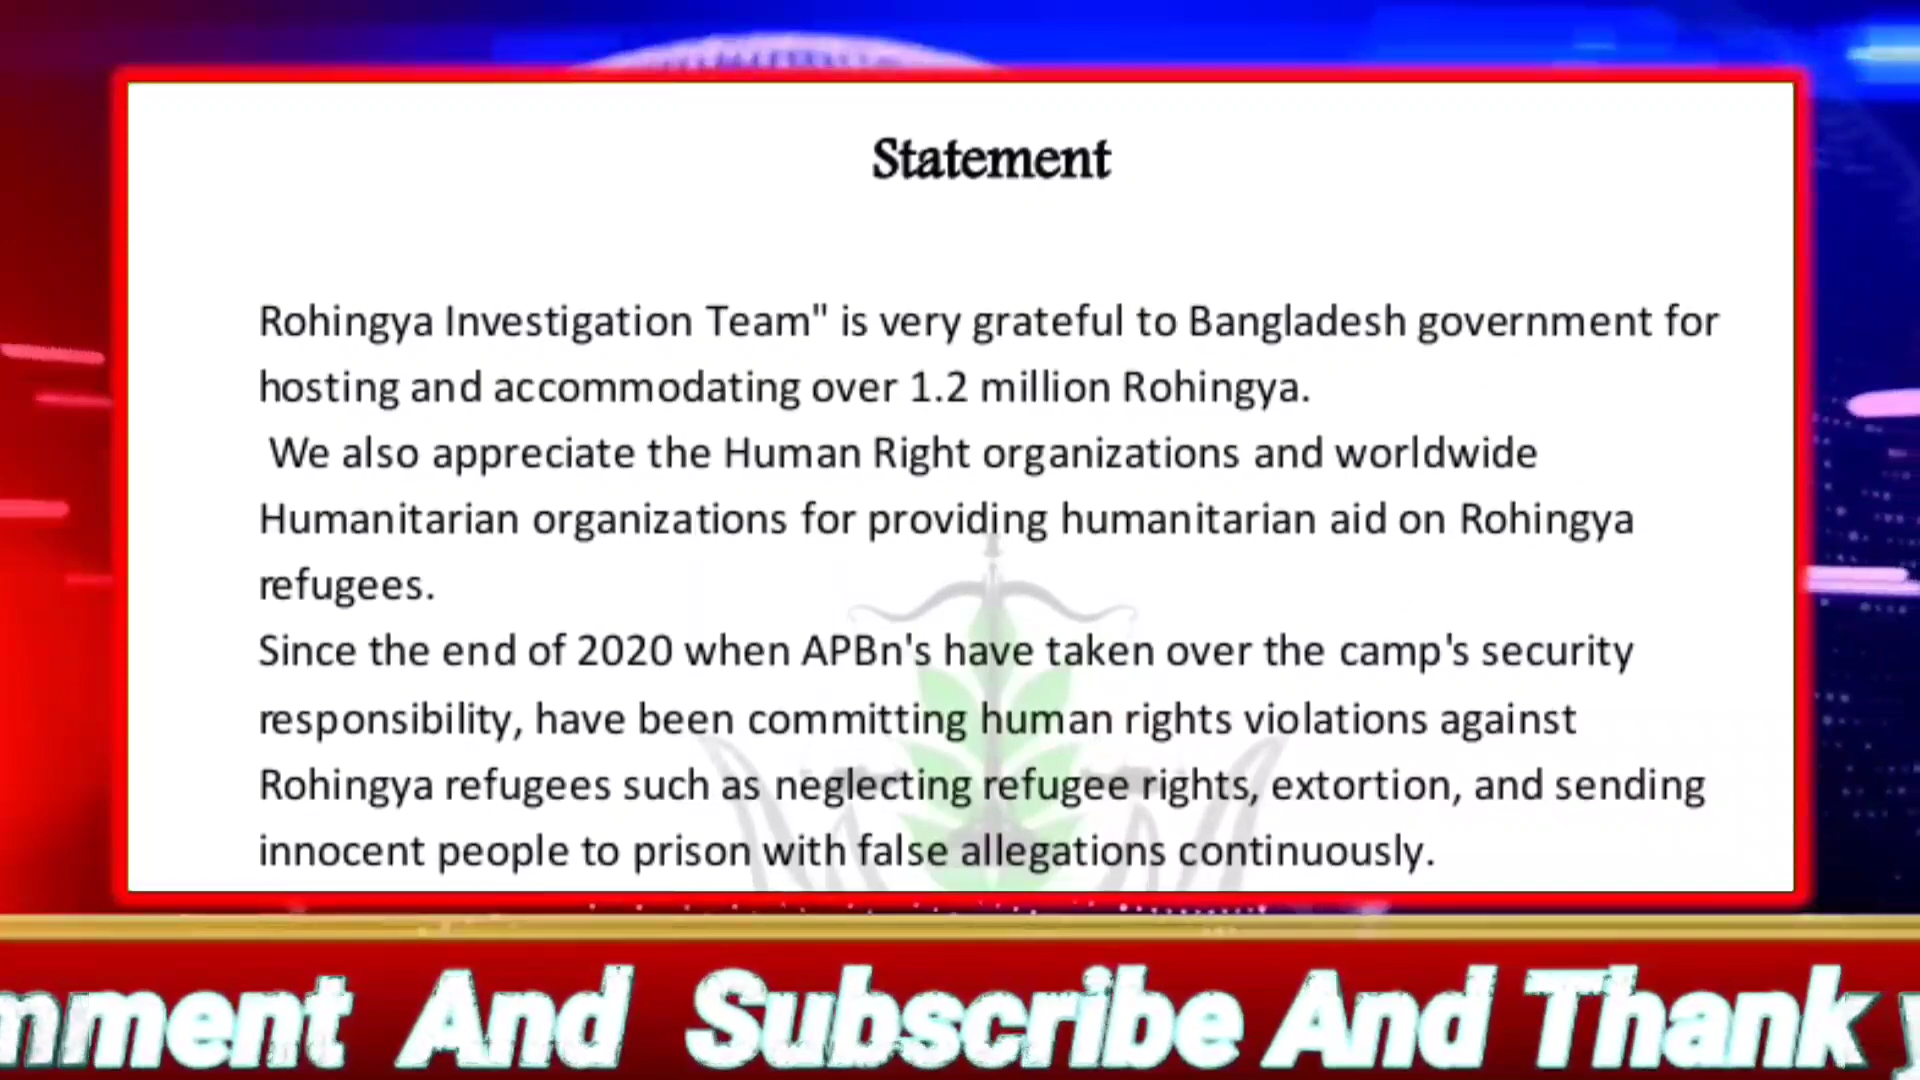 Statement
Rohingya Investigation Team" is very grateful to Bangladesh government for
hosting and accommodating over 1.2 million Rohingya.
We also appreciate the Human Right organizations and worldwide
Humanitarian organizations for providing humanitarian aid on Rohingya
refugees.
Since the end of 2020 when APBn's have taken over the camp's security
responsibility, have been committing human rights violations against
Rohingya refugees such as neglecting refugee rights, extortion, and sending
innocent people to prison with false allegations continuously.
mment And Subscribe And Thank